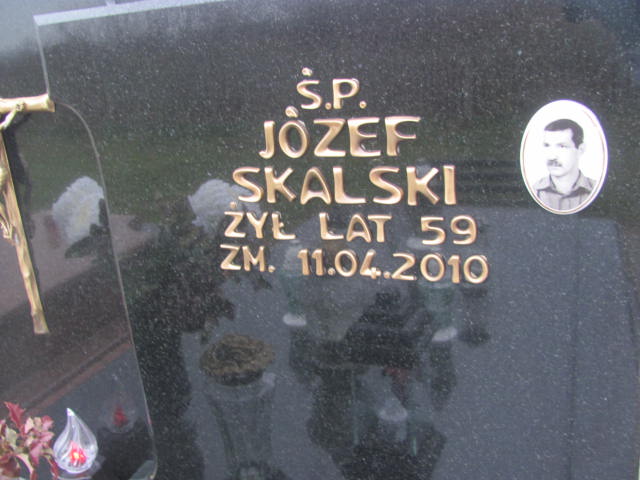 Ś.P.
JÓZEF
SKALSKI
ŻYŁ LAT 59
ZM. 11.04.2010